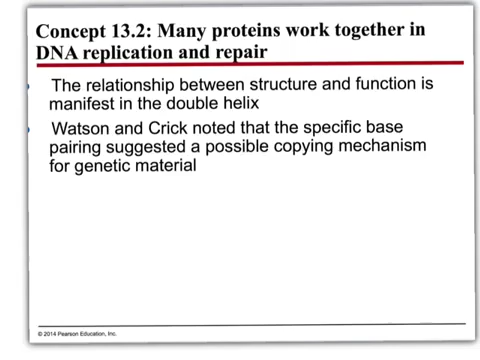 Concept 13.2: Many proteins work together in
DNA replication and repair
The relationship between structure and function is
manifest in the double helix
Watson and Crick noted that the specific base
pairing suggested a possible copying mechanism
for genetic material
© 2014 Pearson Education, Inc.